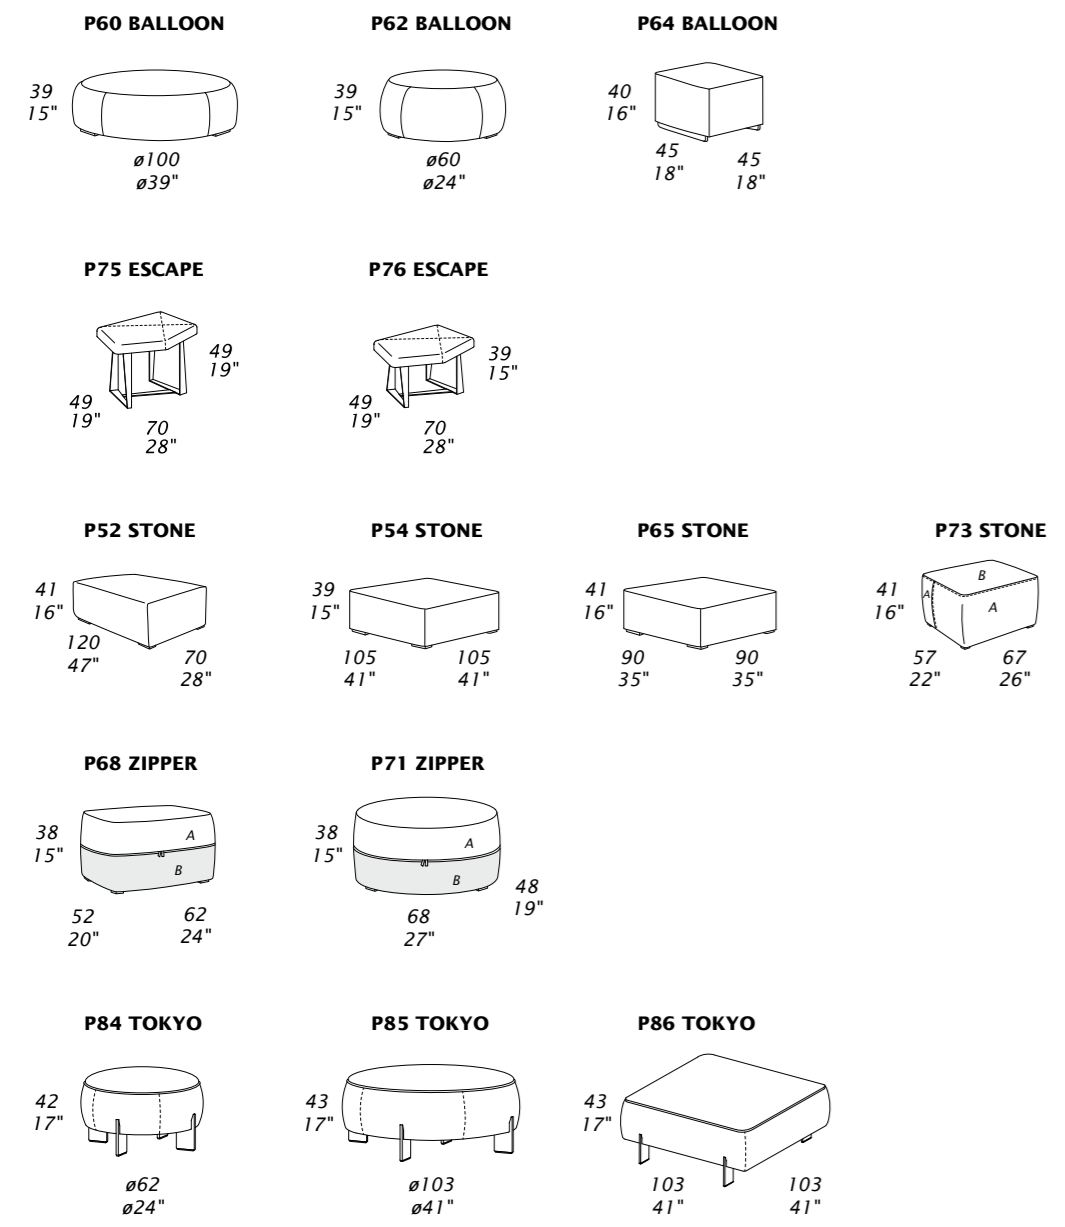 P60 BALLOON
39
15"
ø100
ø39"
P62 BALLOON
39
15"
ø60
ø24"
P64 BALLOON
40
16"
45
18"
45
18"
P75 ESCAPE
49
19"
49
19"
70
28"
P76 ESCAPE
39
15"
49
19"
70
28"
P52 STONE
41
16"
120
47"
70
28"
P54 STONE
39
15"
105
41"
105
41"
P65 STONE
41
16"
90
35"
90
35"
P73 STONE
B
A
A
41
16"
57
22"
67
26"
P68 ZIPPER
38
15"
A
B
52
20"
62
24"
P71 ZIPPER
38
15"
A
B
48
19"
68
27"
P84 TOKYO
42
17"
ø62
ø24"
P85 TOKYO
43
17"
ø103
ø41"
P86 TOKYO
43
17"
103
41"
103
41"